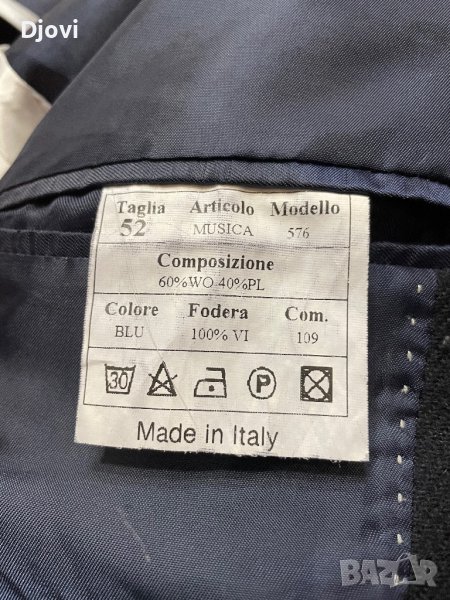 Djovi
Taglia Articolo Modello
52 MUSICA 576
Composizione
60%WO 40%PL
Colore Fodera Com.
BLU 100% VI 109
30 P
Made in Italy
BAZAR